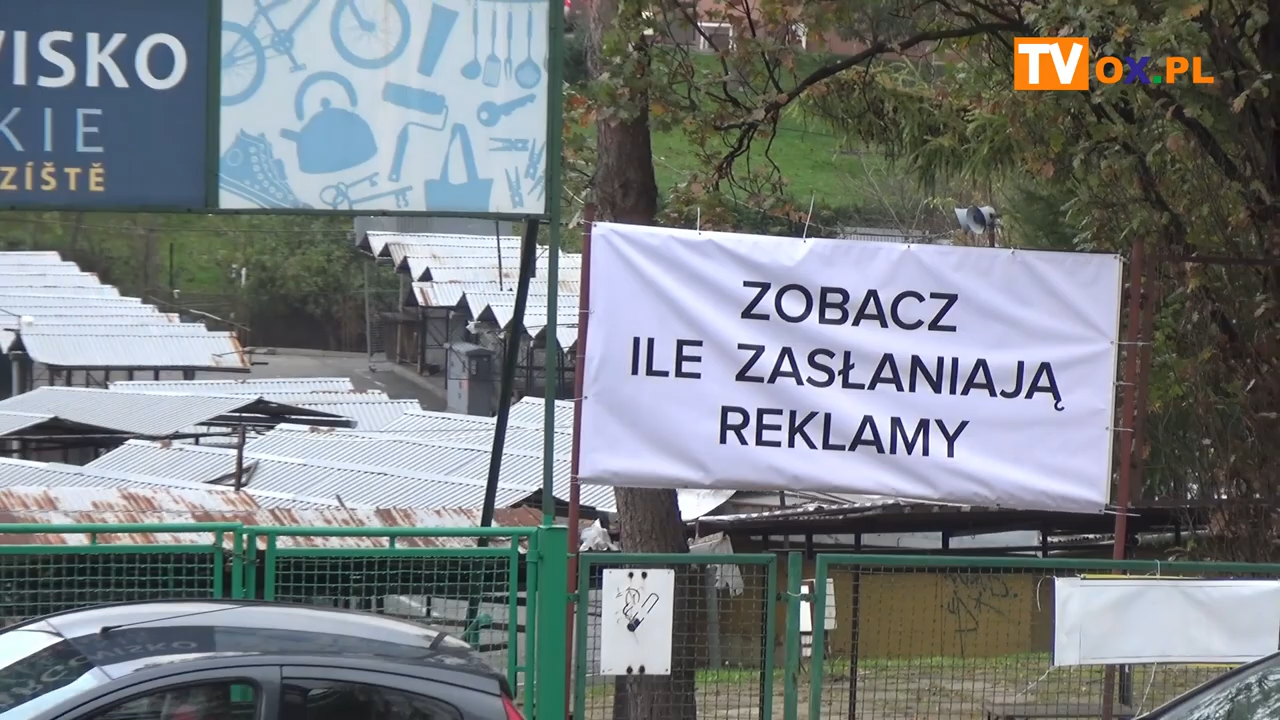 VISKO
KIE
ZÍŠTĚ
TVOX.PL
ZOBACZ
ILE ZASŁANIAJĄ
REKLAMY